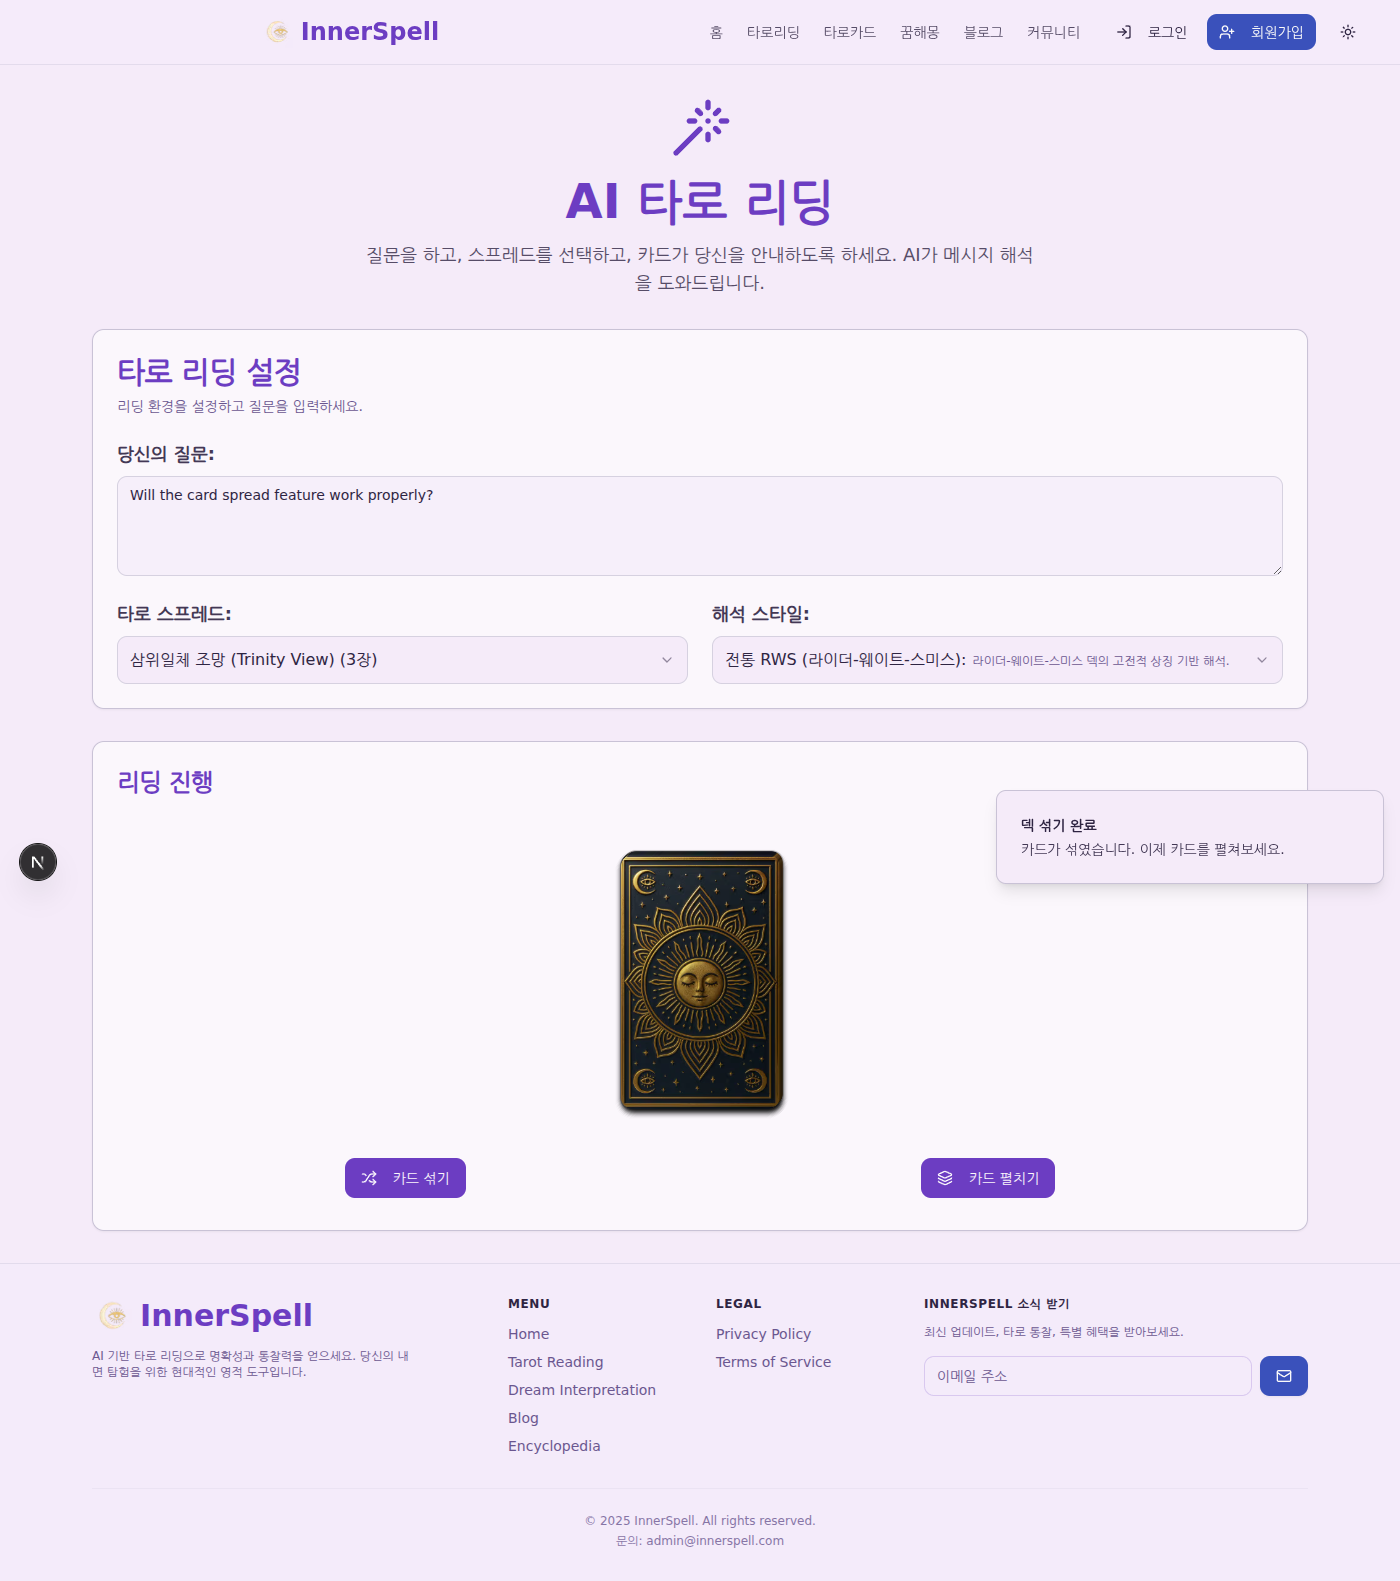 InnerSpell
홈 타로리딩 타로카드 꿈해몽 블로그 커뮤니티 로그인 회원가입
AI 타로 리딩
질문을 하고, 스프레드를 선택하고, 카드가 당신을 안내하도록 하세요. AI가 메시지 해석
을 도와드립니다.
타로 리딩 설정
리딩 환경을 설정하고 질문을 입력하세요.
당신의 질문:
Will the card spread feature work properly?
타로 스프레드:
삼위일체 조망 (Trinity View) (3장)
해석 스타일:
전통 RWS (라이더-웨이트-스미스): 라이더-웨이트-스미스 덱의 고전적 상징 기반 해석.
리딩 진행
덱 섞기 완료
카드가 섞였습니다. 이제 카드를 펼쳐보세요.
N
카드 섞기
카드 펼치기
InnerSpell
AI 기반 타로 리딩으로 명확성과 통찰력을 얻으세요. 당신의 내
면 탐험을 위한 현대적인 영적 도구입니다.
MENU
Home
Tarot Reading
Dream Interpretation
Blog
Encyclopedia
LEGAL
Privacy Policy
Terms of Service
INNERSPELL 소식 받기
최신 업데이트, 타로 통찰, 특별 혜택을 받아보세요.
이메일 주소
© 2025 InnerSpell. All rights reserved.
문의: admin@innerspell.com